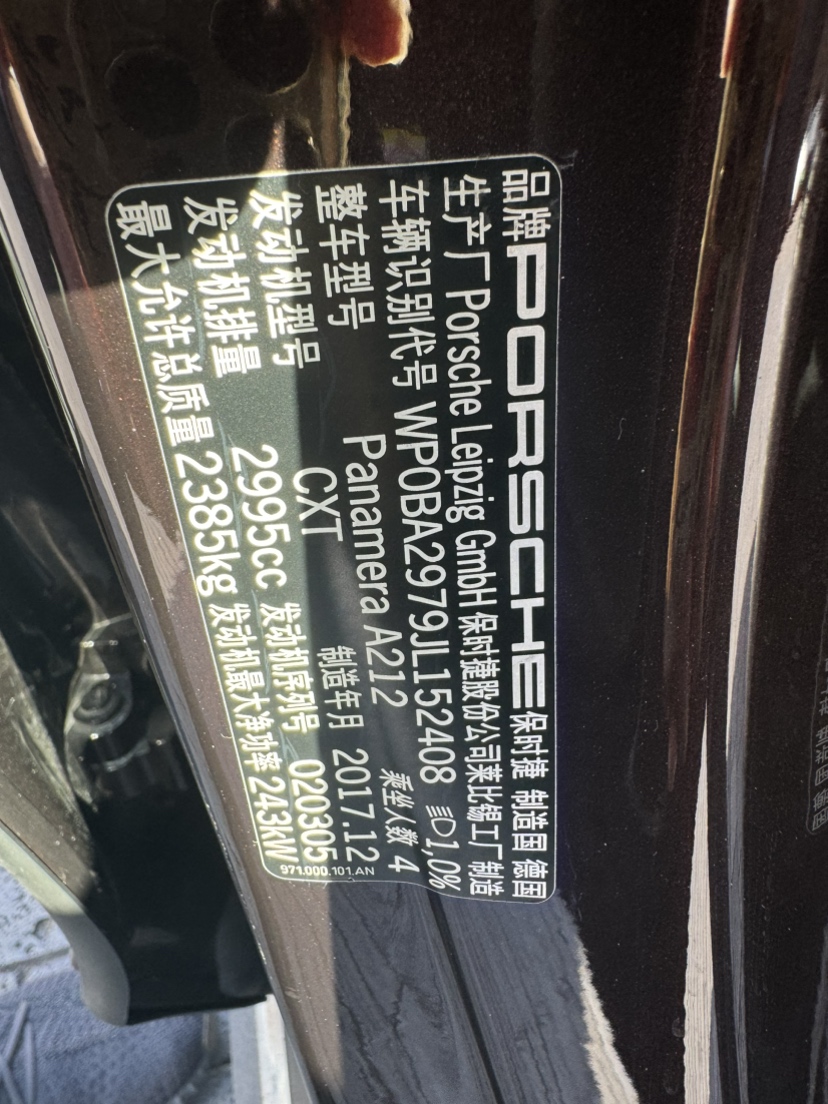 品牌 PORSCHE 保时捷 制造国 德国
生产厂 Porsche Leipzig GmbH 保时捷股份公司莱比锡工厂 制造
车辆识别代号 WP0BA2979JL152408 1,0%
整车型号 Panamera A212 乘坐人数 4
发动机型号 CXT 制造年月 2017.12
发动机排量 2995cc 发动机序列号 020305
最大允许总质量 2385kg 发动机最大净功率 243kW
971.00D.101.AN